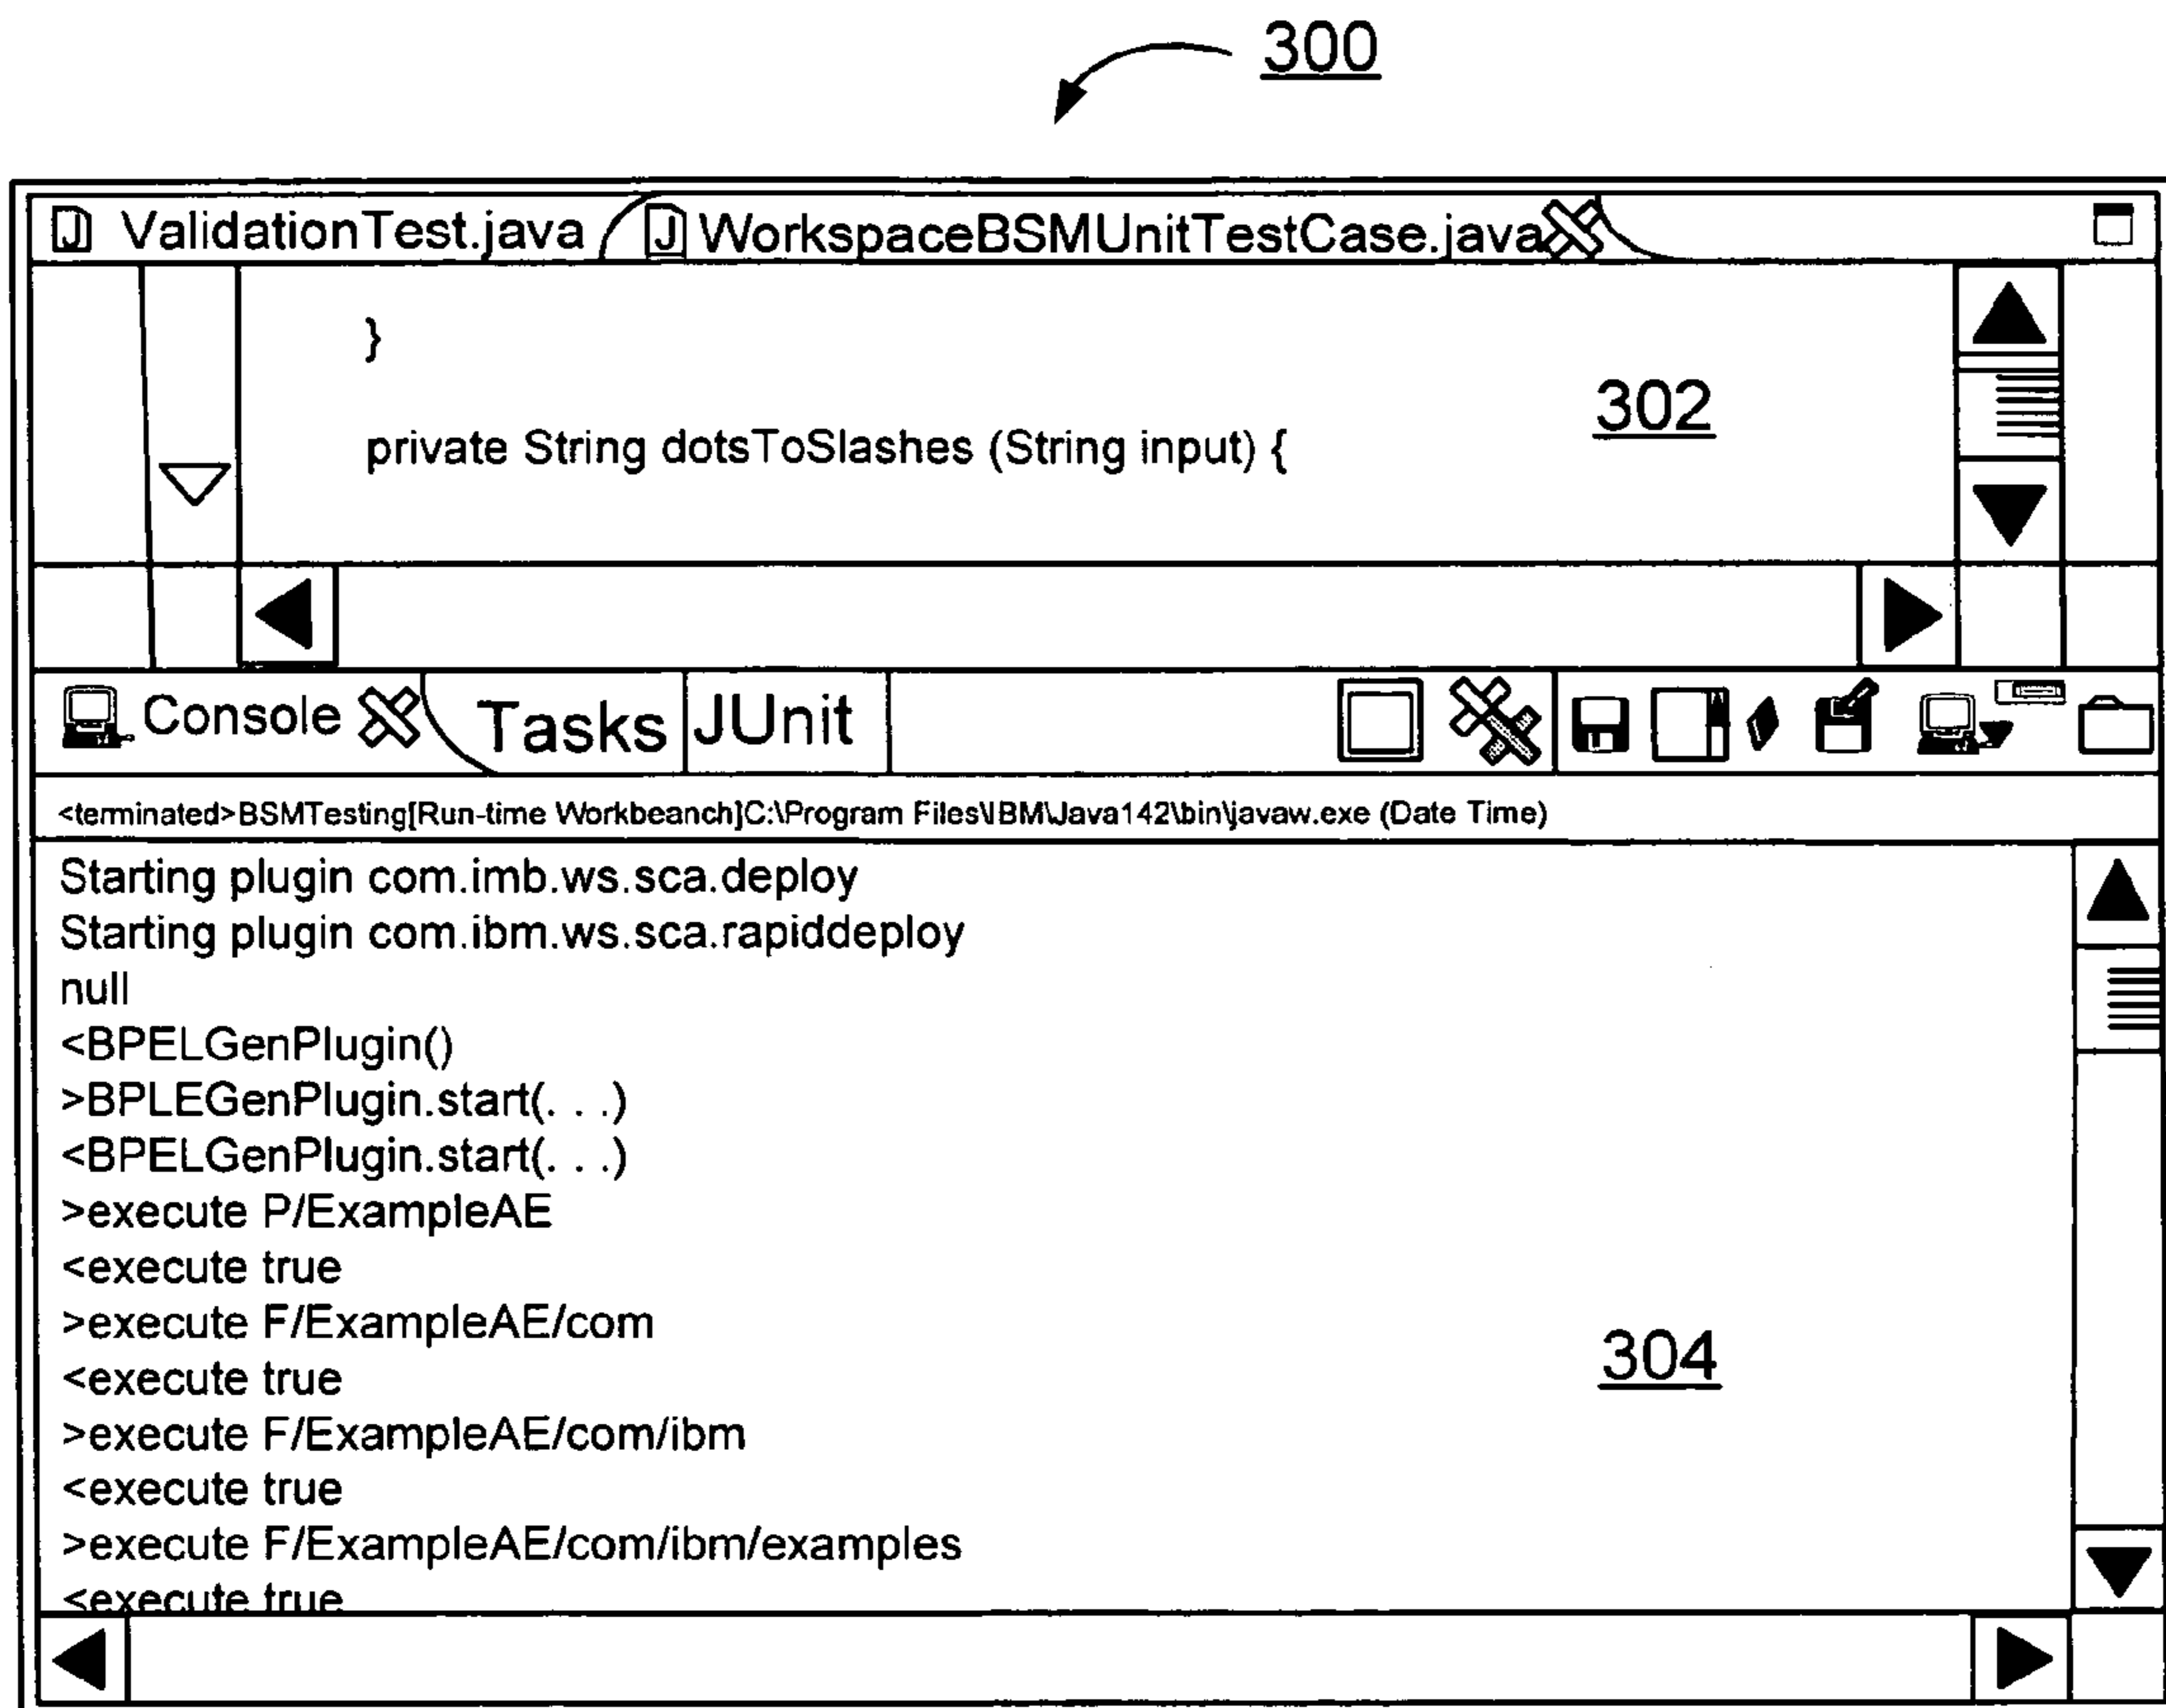 300
ValidationTest.java WorkspaceBSMUnitTestCase.java
}
302
private String dotsToSlashes (String input) {
Console Tasks JUnit
<terminated>BSMTesting[Run-time Workbeanch]C:\Program Files\IBM\Java142\bin\javaw.exe (Date Time)
Starting plugin com.imb.ws.sca.deploy
Starting plugin com.ibm.ws.sca.rapiddeploy
null
<BPELGenPlugin()
>BPLEGenPlugin.start(. . .)
<BPELGenPlugin.start(. . .)
>execute P/ExampleAE
<execute true
>execute F/ExampleAE/com
304
<execute true
>execute F/ExampleAE/com/ibm
<execute true
>execute F/ExampleAE/com/ibm/examples
<execute true